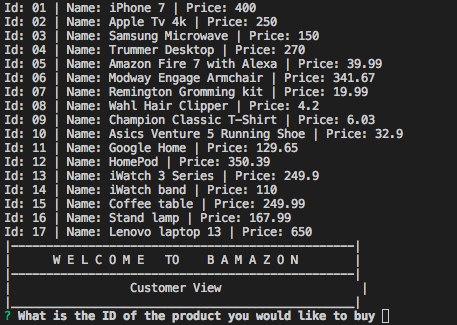 Id: 01 | Name: iPhone 7 | Price: 400
Id: 02 | Name: Apple Tv 4k | Price: 250
Id: 03 | Name: Samsung Microwave | Price: 150
Id: 04 | Name: Trummer Desktop | Price: 270
Id: 05 | Name: Amazon Fire 7 with Alexa | Price: 39.99
Id: 06 | Name: Modway Engage Armchair | Price: 341.67
Id: 07 | Name: Remington Gromming kit | Price: 19.99
Id: 08 | Name: Wahl Hair Clipper | Price: 4.2
Id: 09 | Name: Champion Classic T-Shirt | Price: 6.03
Id: 10 | Name: Asics Venture 5 Running Shoe | Price: 32.9
Id: 11 | Name: Google Home | Price: 129.65
Id: 12 | Name: HomePod | Price: 350.39
Id: 13 | Name: iWatch 3 Series | Price: 249.9
Id: 14 | Name: iWatch band | Price: 110
Id: 15 | Name: Coffee table | Price: 249.99
Id: 16 | Name: Stand lamp | Price: 167.99
Id: 17 | Name: Lenovo laptop 13 | Price: 650
W E L C O M E TO B A M A Z O N
Customer View
? What is the ID of the product you would like to buy